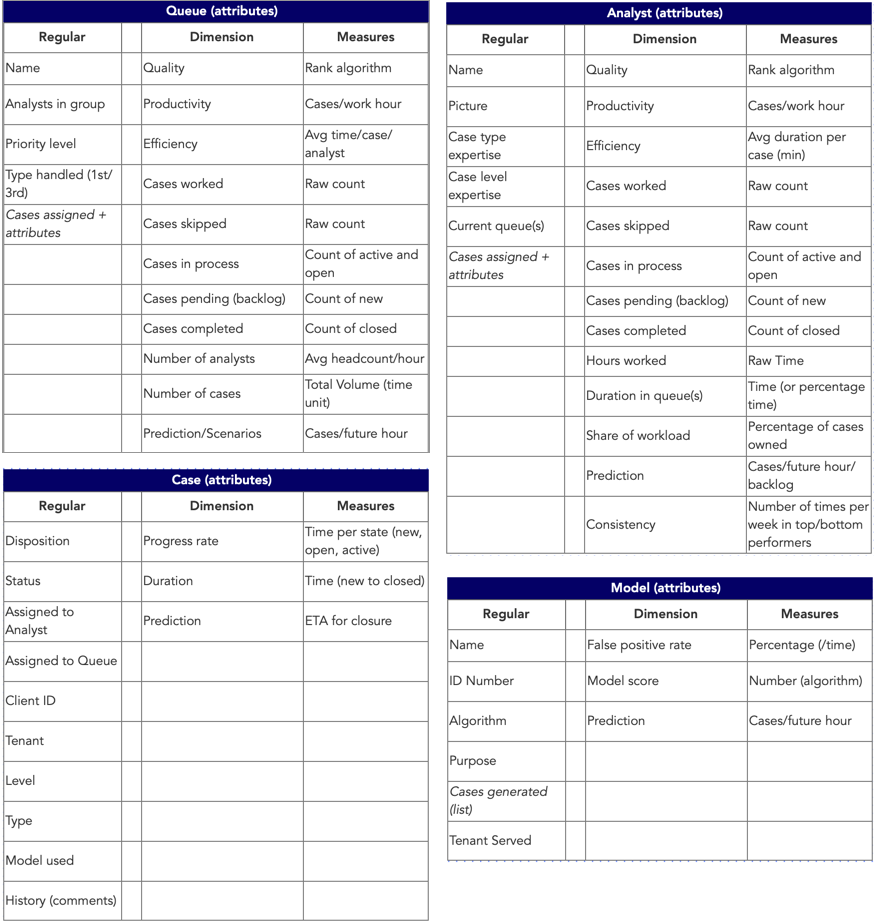 Queue (attributes)
Regular Dimension Measures
Name Quality Rank algorithm
Analysts in group Productivity Cases/work hour
Priority level Efficiency Avg time/case/
analyst
Type handled (1st/
3rd) Cases worked Raw count
Cases assigned +
attributes Cases skipped Raw count
Cases in process Count of active and
open
Cases pending (backlog) Count of new
Cases completed Count of closed
Number of analysts Avg headcount/hour
Number of cases Total Volume (time
unit)
Prediction/Scenarios Cases/future hour
Case (attributes)
Regular Dimension Measures
Disposition Progress rate Time per state (new,
open, active)
Status Duration Time (new to closed)
Assigned to
Analyst Prediction ETA for closure
Assigned to Queue
Client ID
Tenant
Level
Type
Model used
History (comments)
Analyst (attributes)
Regular Dimension Measures
Name Quality Rank algorithm
Picture Productivity Cases/work hour
Case type
expertise Efficiency Avg duration per
case (min)
Case level
expertise Cases worked Raw count
Current queue(s) Cases skipped Raw count
Cases assigned +
attributes Cases in process Count of active and
open
Cases pending (backlog) Count of new
Cases completed Count of closed
Hours worked Raw Time
Duration in queue(s) Time (or percentage
time)
Share of workload Percentage of cases
owned
Prediction Cases/future hour/
backlog
Consistency Number of times per
week in top/bottom
performers
Model (attributes)
Regular Dimension Measures
Name False positive rate Percentage (/time)
ID Number Model score Number (algorithm)
Algorithm Prediction Cases/future hour
Purpose
Cases generated
(list)
Tenant Served